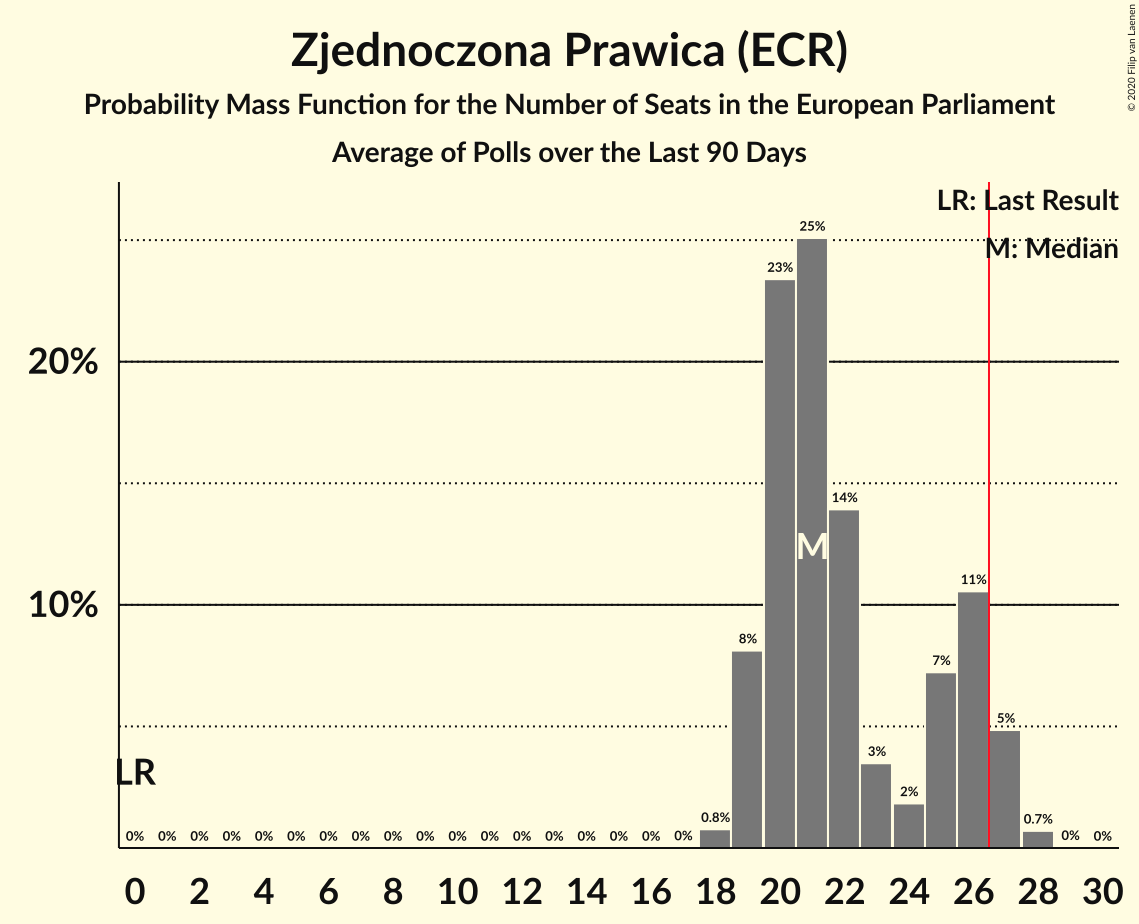 Zjednoczona Prawica (ECR)
Probability Mass Function for the Number of Seats in the European Parliament
Average of Polls over the Last 90 Days
© 2020 Filip van Laenen
LR: Last Result
M: Median
25%
23%
20%
14%
M
11%
10%
8%
7%
5%
3%
2%
LR
0% 0% 0% 0% 0% 0% 0% 0% 0% 0% 0% 0% 0% 0% 0% 0% 0% 0% 0.8% 0.7% 0% 0%
0 2 4 6 8 10 12 14 16 18 20 22 24 26 28 30